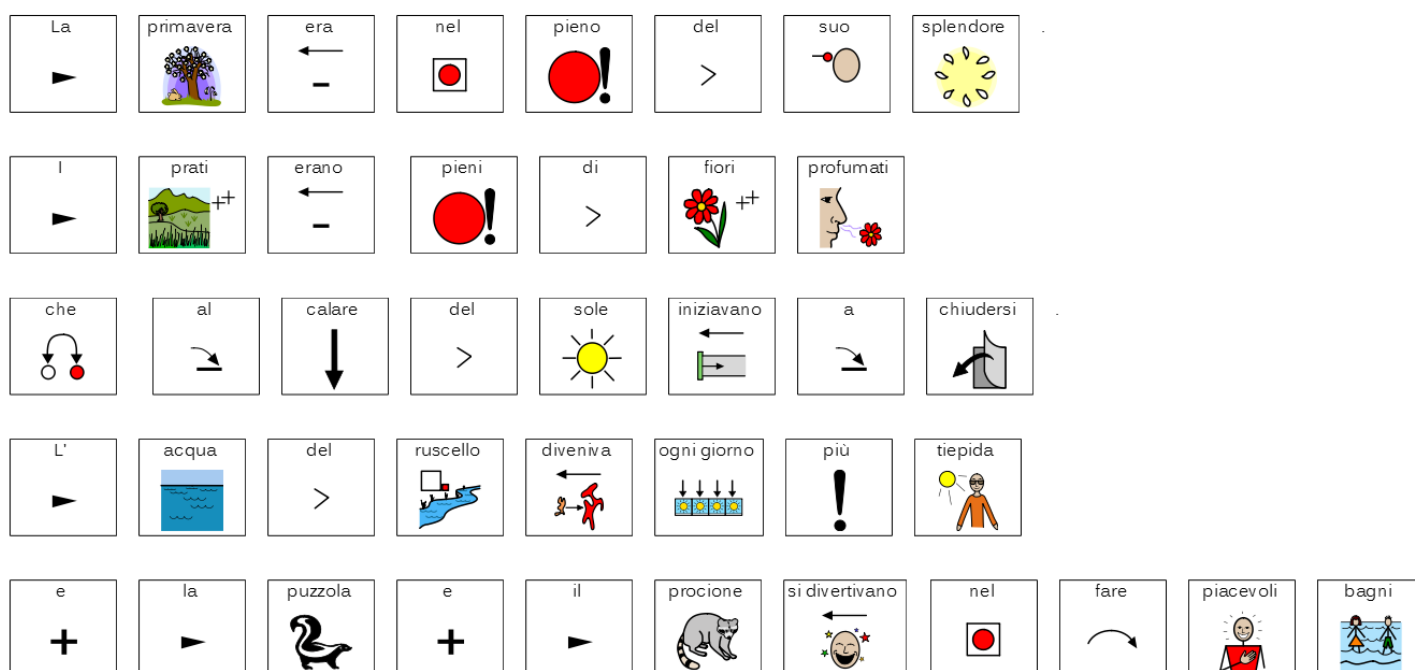 La primavera era nel pieno del suo splendore .
I prati erano pieni di fiori profumati
che al calare del sole iniziavano a chiudersi .
L' acqua del ruscello diveniva ogni giorno più tiepida
e la puzzola e il procione si divertivano nel fare piacevoli bagni